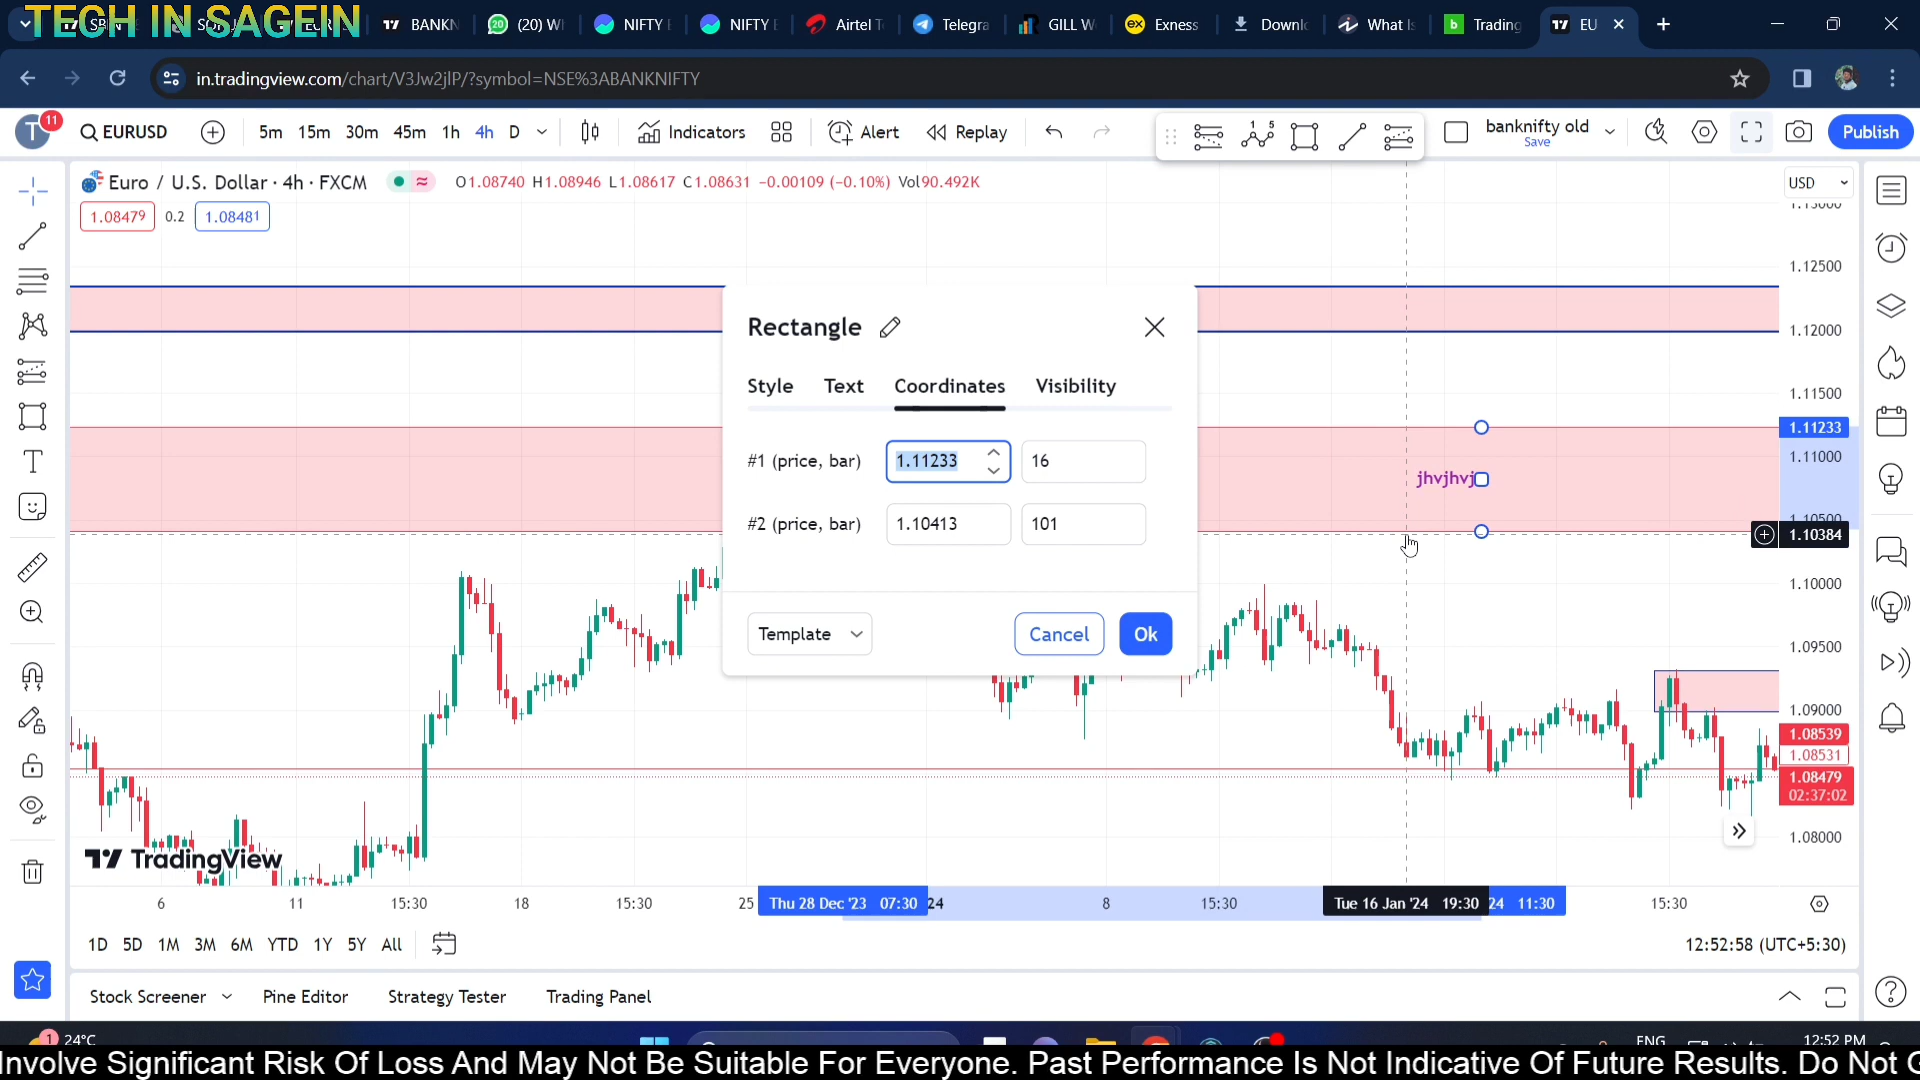 TECH IN SAGEIN
BANKN
(20) W
NIFTY
NIFTY
Airtel T
Telegra
GILL W
Exness
Downl
What Is
Trading
EU
in.tradingview.com/chart/V3Jw2jlP/?symbol=NSE%3ABANKNIFTY
T
11
EURUSD
5m 15m 30m 45m 1h 4h D
Indicators
Alert
Replay
banknifty old
Save
Publish
Euro / U.S. Dollar · 4h · FXCM
O1.08740 H1.08946 L1.08617 C1.08631 −0.00109 (−0.10%) Vol90.492K
USD
1.08479 0.2 1.08481
1.13000
1.12500
1.12000
1.11500
1.11233
1.11000
1.10500
1.10384
1.10000
1.09500
1.09000
1.08539
1.08531
1.08479
02:37:02
1.08000
Rectangle
Style Text Coordinates Visibility
#1 (price, bar) 1.11233 16
#2 (price, bar) 1.10413 101
Template
Cancel
Ok
jhvjhvj
TradingView
6 11 15:30 18 15:30 25 Thu 28 Dec '23 07:30 24 8 15:30 Tue 16 Jan '24 19:30 24 11:30 15:30
1D 5D 1M 3M 6M YTD 1Y 5Y All
12:52:58 (UTC+5:30)
Stock Screener
Pine Editor
Strategy Tester
Trading Panel
1
24°C
ENG
12:52 PM
Involve Significant Risk Of Loss And May Not Be Suitable For Everyone. Past Performance Is Not Indicative Of Future Results. Do Not